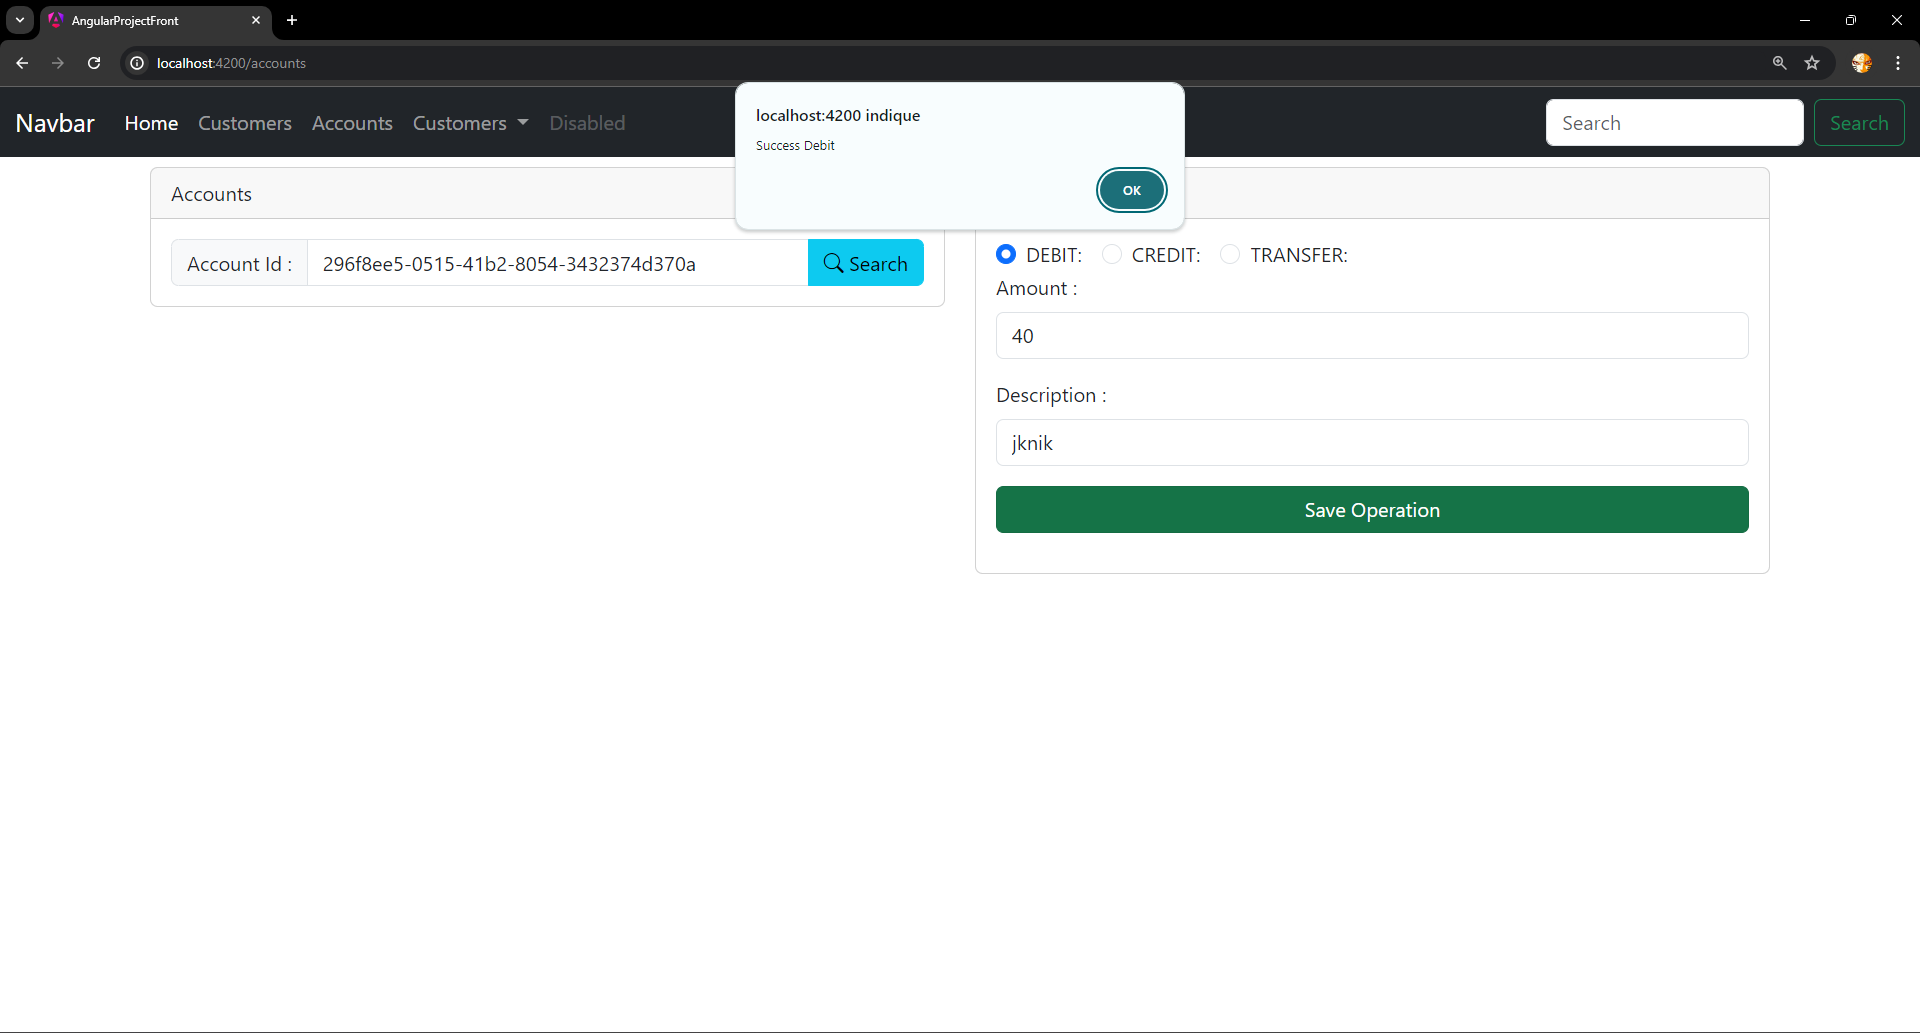 AngularProjectFront
localhost:4200/accounts
Navbar Home Customers Accounts Customers Disabled Search Search
localhost:4200 indique
Success Debit
OK
Accounts
Account Id : 296f8ee5-0515-41b2-8054-3432374d370a Search
DEBIT: CREDIT: TRANSFER:
Amount :
40
Description :
jknik
Save Operation